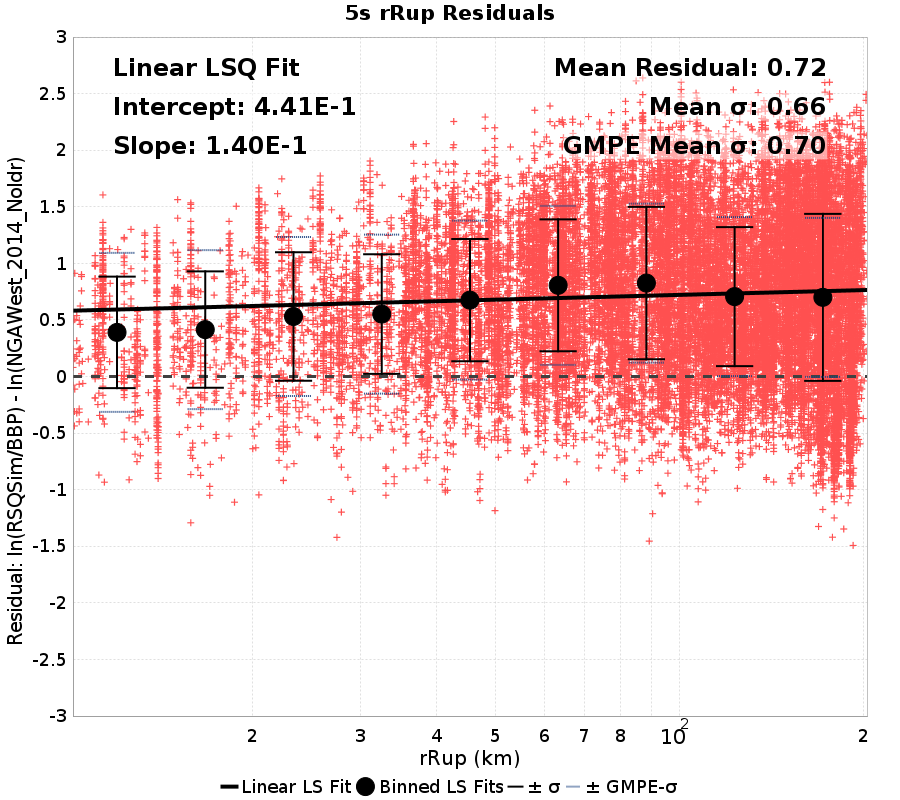 5s rRup Residuals
Linear LSQ Fit
Intercept: 4.41E-1
Slope: 1.40E-1
Mean Residual: 0.72
Mean σ: 0.66
GMPE Mean σ: 0.70
Residual: ln(RSQSim/BBP) - ln(NGAWest_2014_NoIdr)
3
2.5
2
1.5
1
0.5
0
-0.5
-1
-1.5
-2
-2.5
-3
2 3 4 5 6 7 8 10^2 2
rRup (km)
Linear LS Fit Binned LS Fits ± σ ± GMPE-σ